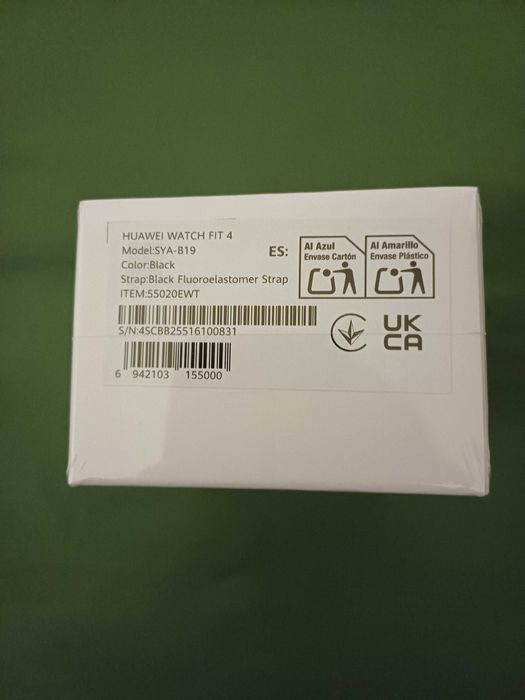 HUAWEI WATCH FIT 4
Model:SYA-B19
Color:Black
Strap:Black Fluoroelastomer Strap
ITEM:55020EWT
S/N:4SCBB25516100831
6 942103 155000
ES:
Al Azul
Envase Cartón
Al Amarillo
Envase Plástico
UK
CA